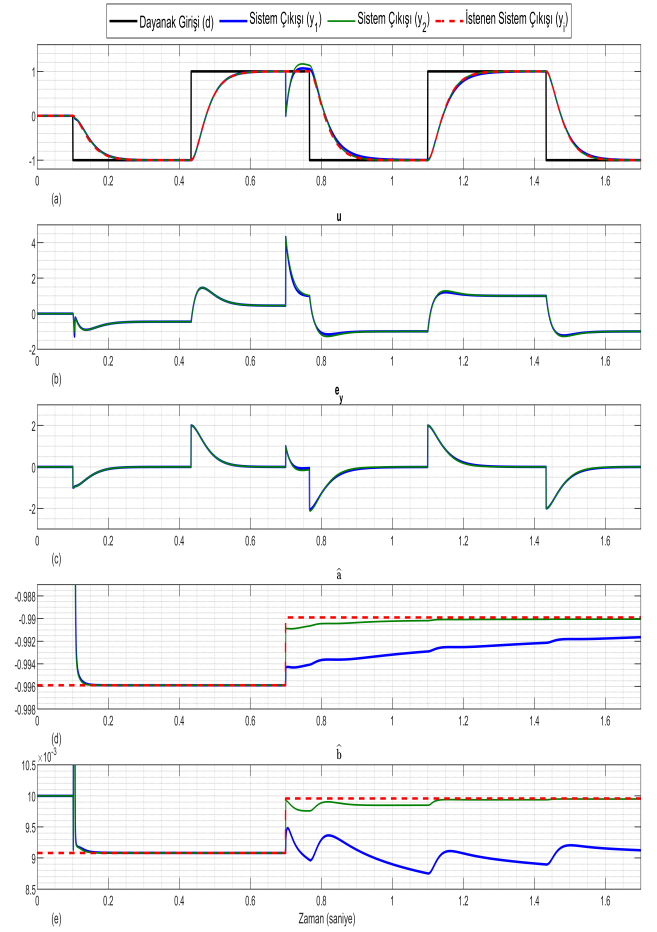 Dayanak Girişi (d) Sistem Çıkışı (y1) Sistem Çıkışı (y2) İstenen Sistem Çıkışı (yi)
1
0
-1
0 0.2 0.4 0.6 0.8 1 1.2 1.4 1.6
(a)
u
4
2
0
-2
0 0.2 0.4 0.6 0.8 1 1.2 1.4 1.6
(b)
ey
2
0
-2
0 0.2 0.4 0.6 0.8 1 1.2 1.4 1.6
(c)
â
-0.988
-0.99
-0.992
-0.994
-0.996
-0.998
0 0.2 0.4 0.6 0.8 1 1.2 1.4 1.6
(d)
×10-3
b̂
10.5
10
9.5
9
8.5
0 0.2 0.4 0.6 0.8 1 1.2 1.4 1.6
(e)
Zaman (saniye)